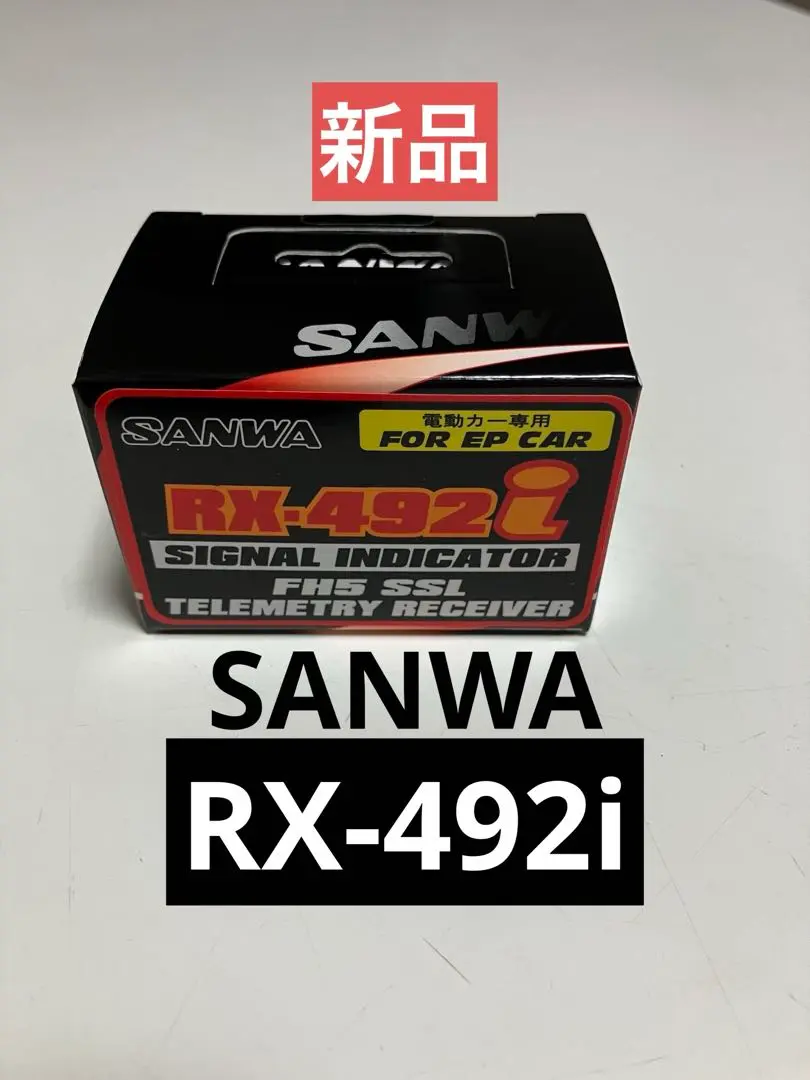 新品
SANW
SANWA
電動カー専用
FOR EP CAR
RX-492i
SIGNAL INDICATOR
FH5 SSL
TELEMETRY RECEIVER
SANWA
RX-492i